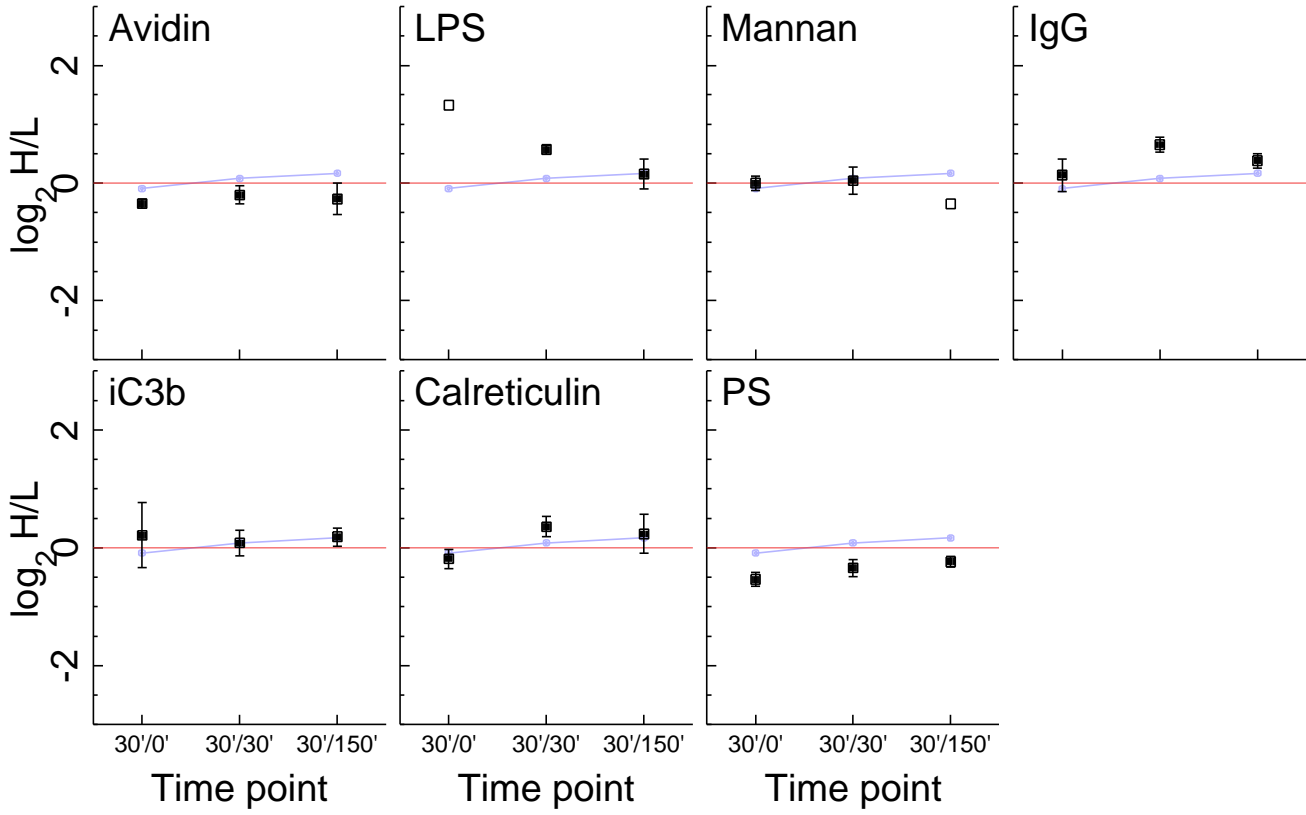 Avidin LPS Mannan IgG
log2 H/L
2
0
-2
iC3b Calreticulin PS
log2 H/L
2
0
-2
30'/0' 30'/30' 30'/150' 30'/0' 30'/30' 30'/150' 30'/0' 30'/30' 30'/150'
Time point Time point Time point